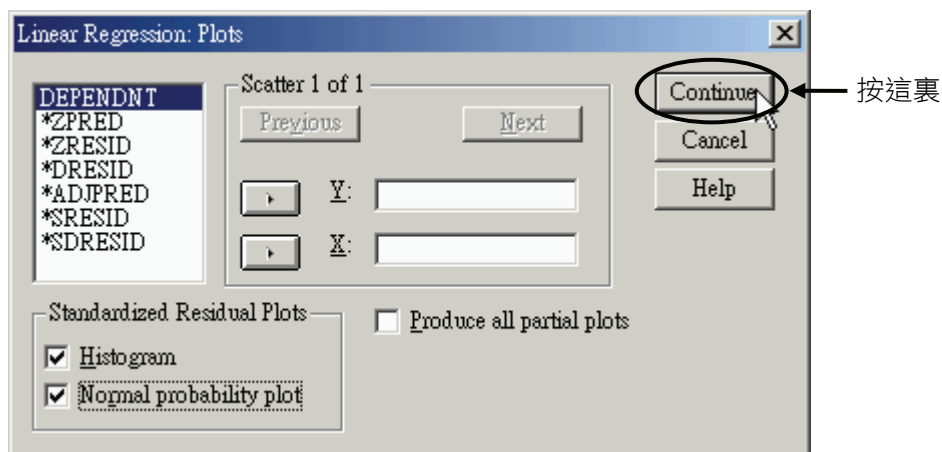 Linear Regression: Plots
DEPENDNT
*ZPRED
*ZRESID
*DRESID
*ADJPRED
*SRESID
*SDRESID
Scatter 1 of 1
Previous
Next
Y:
X:
Continue
Cancel
Help
按這裏
Standardized Residual Plots
Histogram
Normal probability plot
Produce all partial plots